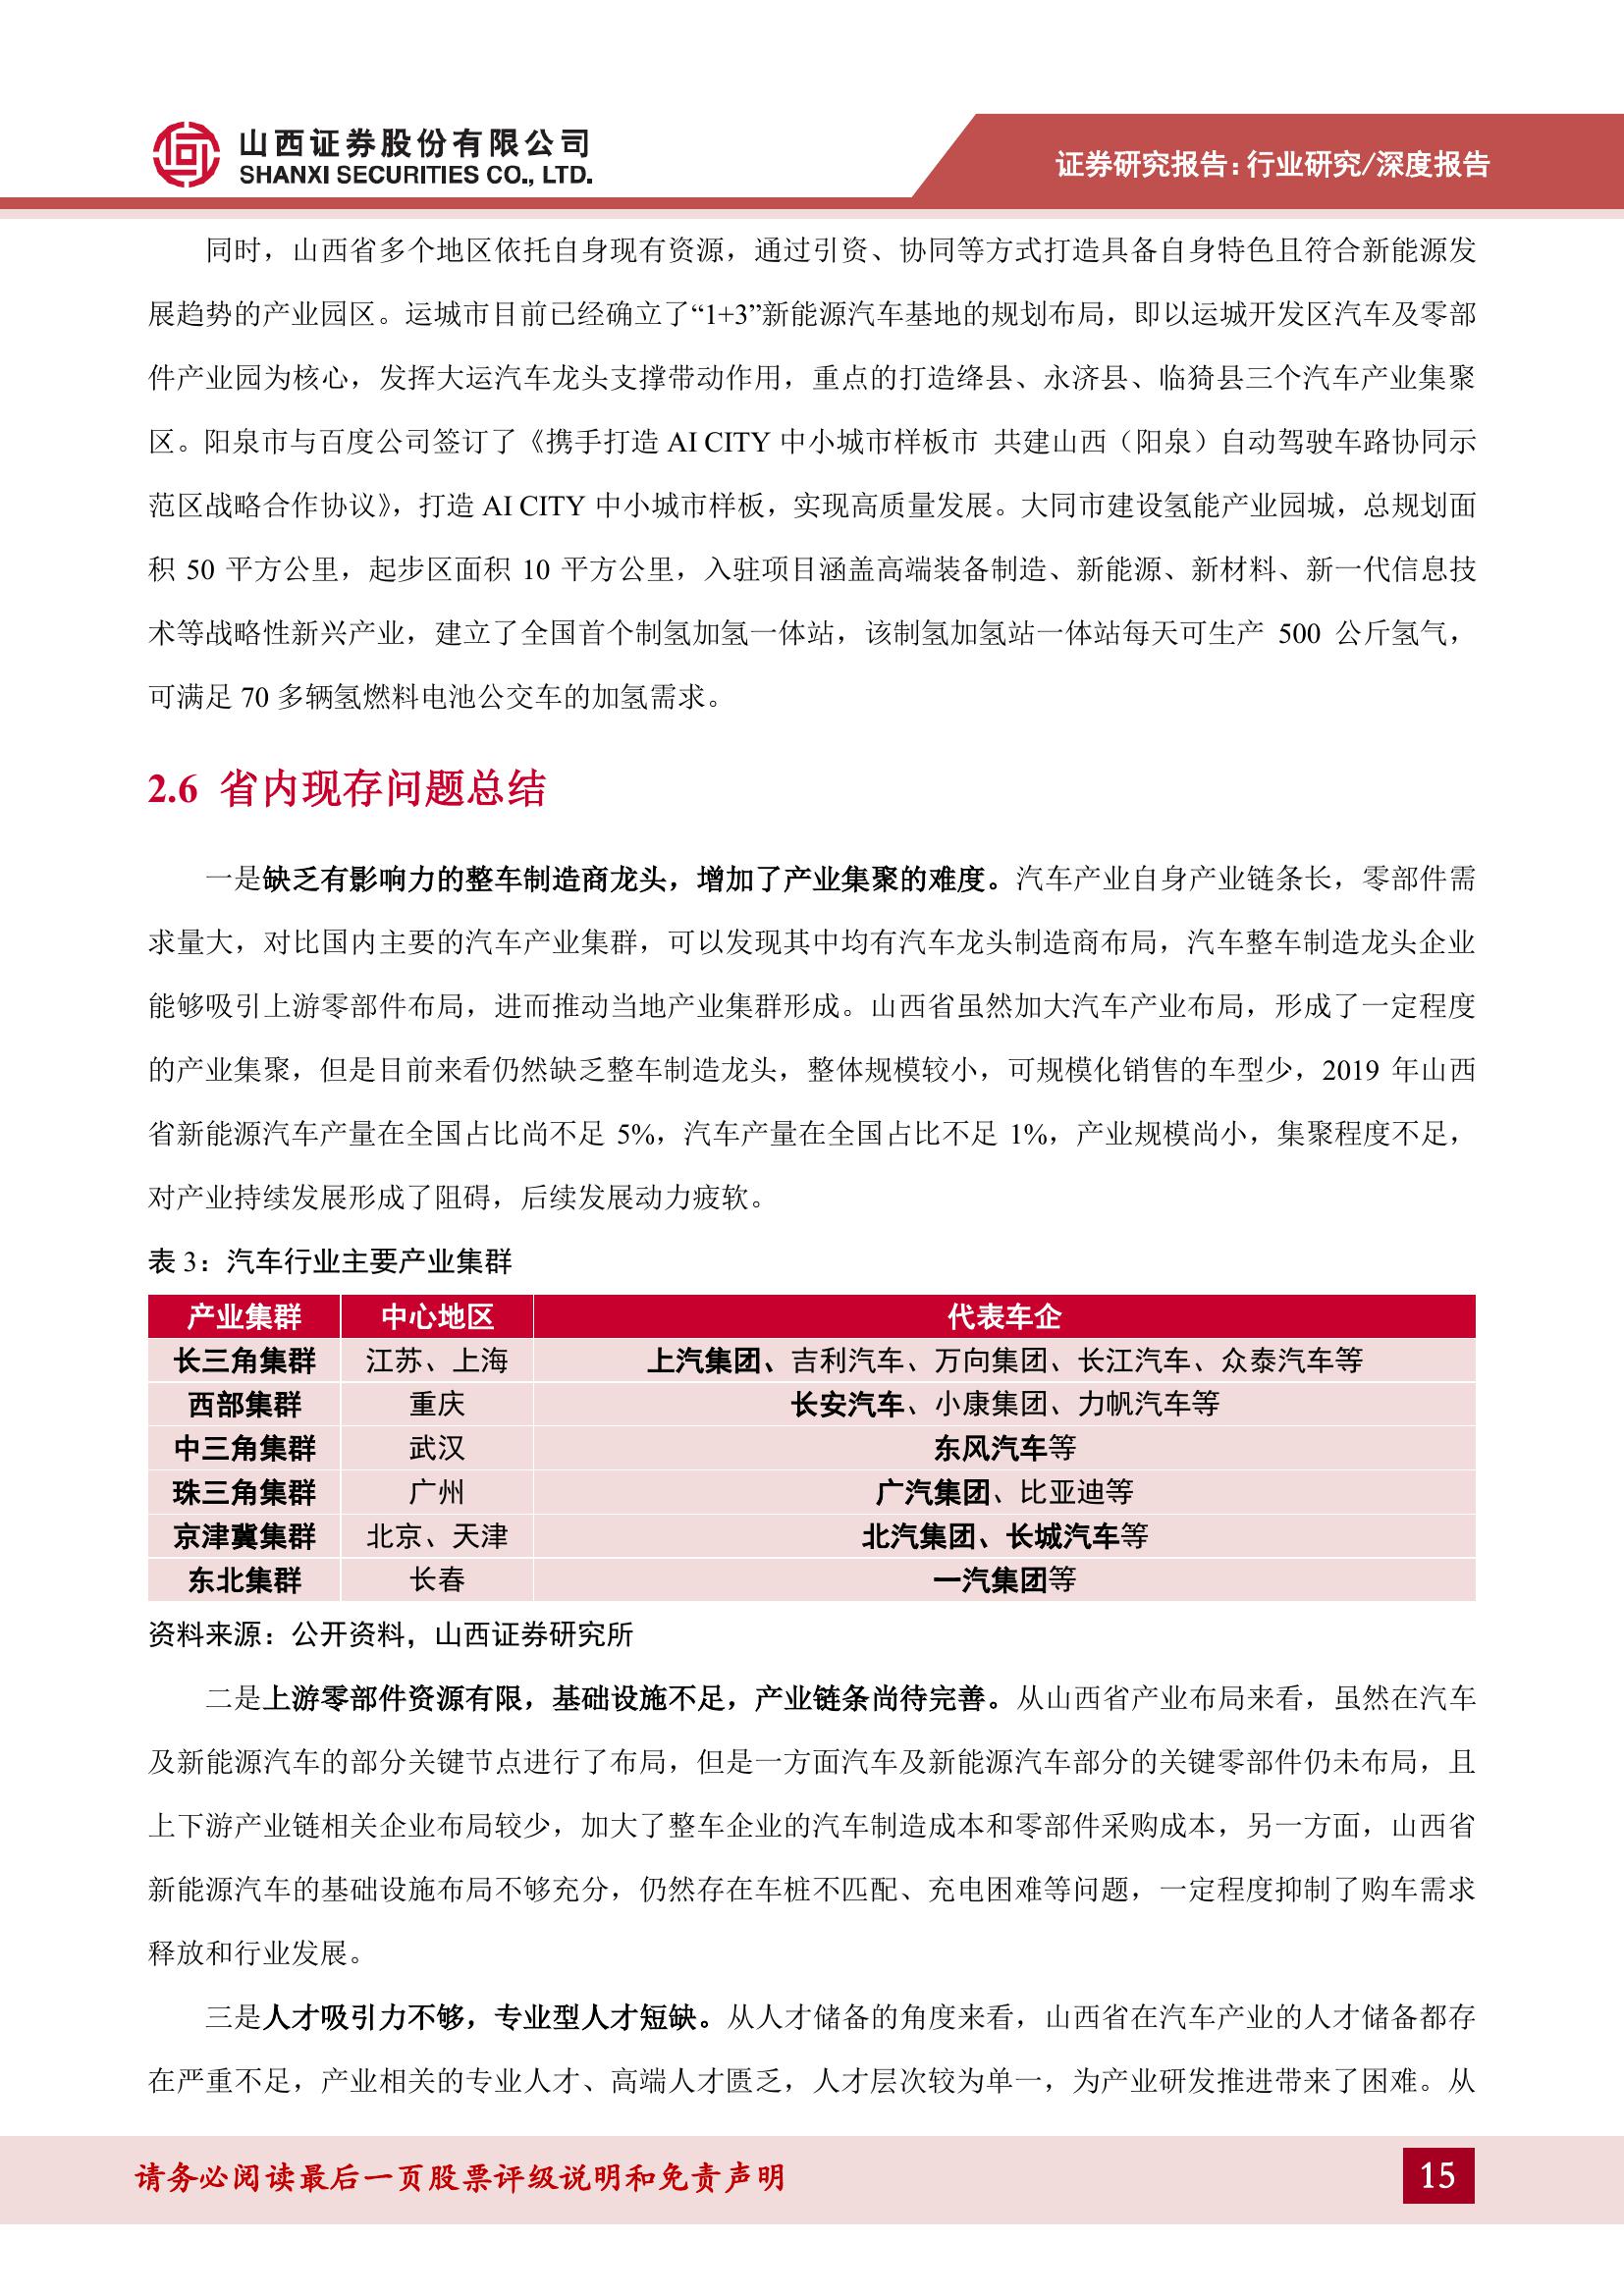 山西证券股份有限公司
SHANXI SECURITIES CO., LTD.
证券研究报告：行业研究/深度报告
同时，山西省多个地区依托自身现有资源，通过引资、协同等方式打造具备自身特色且符合新能源发
展趋势的产业园区。运城市目前已经确立了“1+3”新能源汽车基地的规划布局，即以运城开发区汽车及零部
件产业园为核心，发挥大运汽车龙头支撑带动作用，重点的打造绛县、永济县、临猗县三个汽车产业集聚
区。阳泉市与百度公司签订了《携手打造 AI CITY 中小城市样板市 共建山西（阳泉）自动驾驶车路协同示
范区战略合作协议》，打造 AI CITY 中小城市样板，实现高质量发展。大同市建设氢能产业园城，总规划面
积 50 平方公里，起步区面积 10 平方公里，入驻项目涵盖高端装备制造、新能源、新材料、新一代信息技
术等战略性新兴产业，建立了全国首个制氢加氢一体站，该制氢加氢站一体站每天可生产 500 公斤氢气，
可满足 70 多辆氢燃料电池公交车的加氢需求。
2.6 省内现存问题总结
一是缺乏有影响力的整车制造商龙头，增加了产业集聚的难度。汽车产业自身产业链条长，零部件需
求量大，对比国内主要的汽车产业集群，可以发现其中均有汽车龙头制造商布局，汽车整车制造龙头企业
能够吸引上游零部件布局，进而推动当地产业集群形成。山西省虽然加大汽车产业布局，形成了一定程度
的产业集聚，但是目前来看仍然缺乏整车制造龙头，整体规模较小，可规模化销售的车型少，2019 年山西
省新能源汽车产量在全国占比尚不足 5%，汽车产量在全国占比不足 1%，产业规模尚小，集聚程度不足，
对产业持续发展形成了阻碍，后续发展动力疲软。
表 3：汽车行业主要产业集群
产业集群 中心地区 代表车企
长三角集群 江苏、上海 上汽集团、吉利汽车、万向集团、长江汽车、众泰汽车等
西部集群 重庆 长安汽车、小康集团、力帆汽车等
中三角集群 武汉 东风汽车等
珠三角集群 广州 广汽集团、比亚迪等
京津冀集群 北京、天津 北汽集团、长城汽车等
东北集群 长春 一汽集团等
资料来源：公开资料，山西证券研究所
二是上游零部件资源有限，基础设施不足，产业链条尚待完善。从山西省产业布局来看，虽然在汽车
及新能源汽车的部分关键节点进行了布局，但是一方面汽车及新能源汽车部分的关键零部件仍未布局，且
上下游产业链相关企业布局较少，加大了整车企业的汽车制造成本和零部件采购成本，另一方面，山西省
新能源汽车的基础设施布局不够充分，仍然存在车桩不匹配、充电困难等问题，一定程度抑制了购车需求
释放和行业发展。
三是人才吸引力不够，专业型人才短缺。从人才储备的角度来看，山西省在汽车产业的人才储备都存
在严重不足，产业相关的专业人才、高端人才匮乏，人才层次较为单一，为产业研发推进带来了困难。从
请务必阅读最后一页股票评级说明和免责声明
15